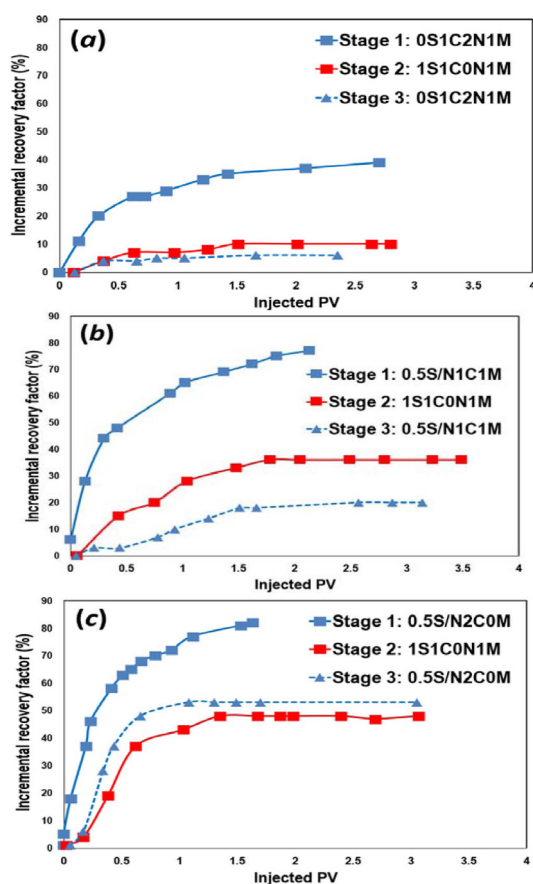 (a)
Stage 1: 0S1C2N1M
Stage 2: 1S1C0N1M
Stage 3: 0S1C2N1M
Incremental recovery factor (%)
90
80
70
60
50
40
30
20
10
0
0 0.5 1 1.5 2 2.5 3 3.5 4
Injected PV
(b)
Stage 1: 0.5S/N1C1M
Stage 2: 1S1C0N1M
Stage 3: 0.5S/N1C1M
Incremental recovery factor (%)
90
80
70
60
50
40
30
20
10
0
0 0.5 1 1.5 2 2.5 3 3.5 4
Injected PV
(c)
Stage 1: 0.5S/N2C0M
Stage 2: 1S1C0N1M
Stage 3: 0.5S/N2C0M
Incremental recovery factor (%)
90
80
70
60
50
40
30
20
10
0
0 0.5 1 1.5 2 2.5 3 3.5 4
Injected PV